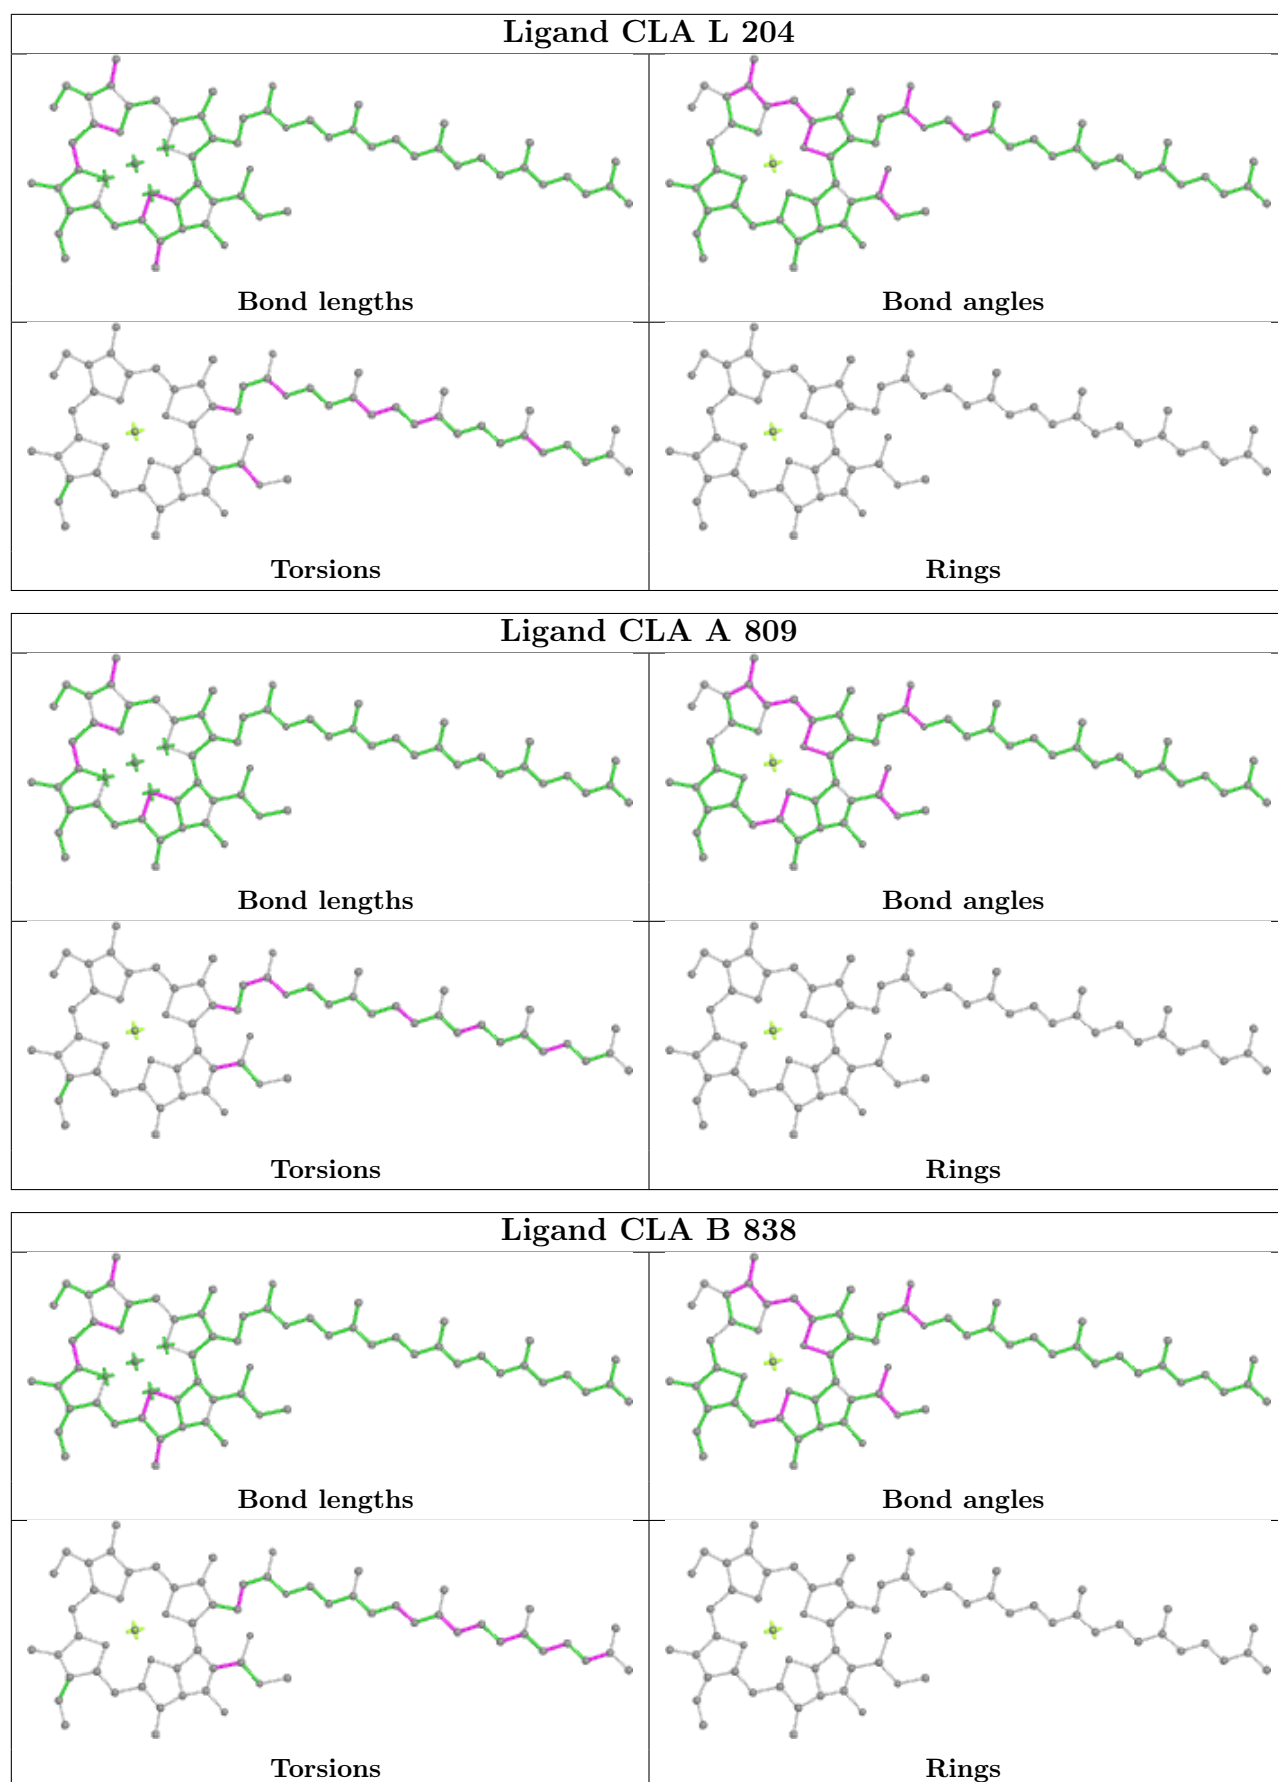 Ligand CLA L 204
Bond lengths
Bond angles
Torsions
Rings
Ligand CLA A 809
Bond lengths
Bond angles
Torsions
Rings
Ligand CLA B 838
Bond lengths
Bond angles
Torsions
Rings